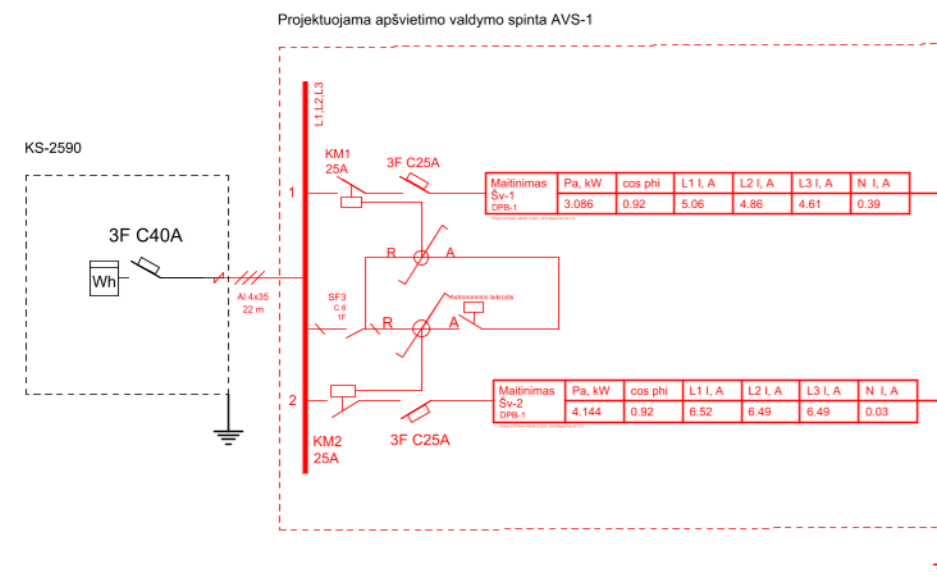 Projektuojama apšvietimo valdymo spinta AVS-1
KS-2590
3F C40A
Wh
Al 4x35
22 m
L1,L2,L3
1
KM1
25A
3F C25A
Maitinimas Šv-1 DPB-1
Pa, kW cos phi L1 I, A L2 I, A L3 I, A N I, A
3.086 0.92 5.06 4.86 4.61 0.39
R A
SF3
C 6
1F
R A
Astronominis laikrodis
2
KM2
25A
3F C25A
Maitinimas Šv-2 DPB-1
Pa, kW cos phi L1 I, A L2 I, A L3 I, A N I, A
4.144 0.92 6.52 6.49 6.49 0.03